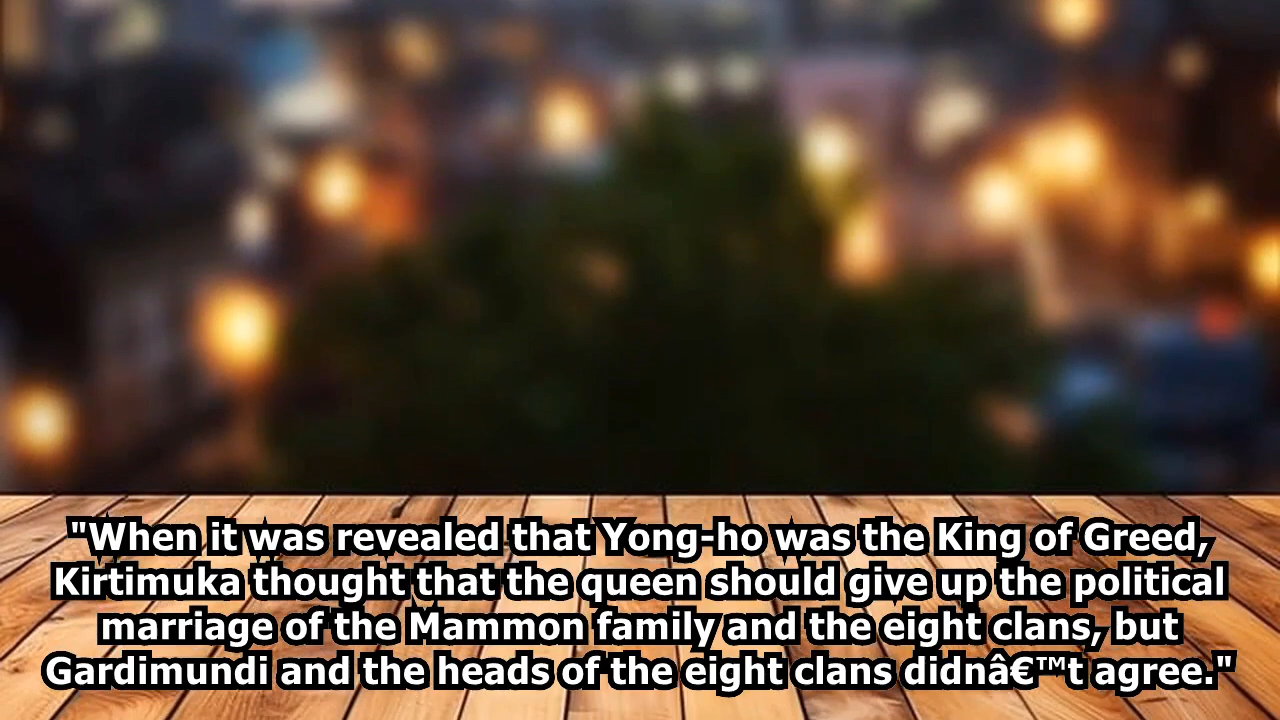 "When it was revealed that Yong-ho was the King of Greed,
Kirtimuka thought that the queen should give up the political
marriage of the Mammon family and the eight clans, but
Gardimundi and the heads of the eight clans didnâ€™t agree."